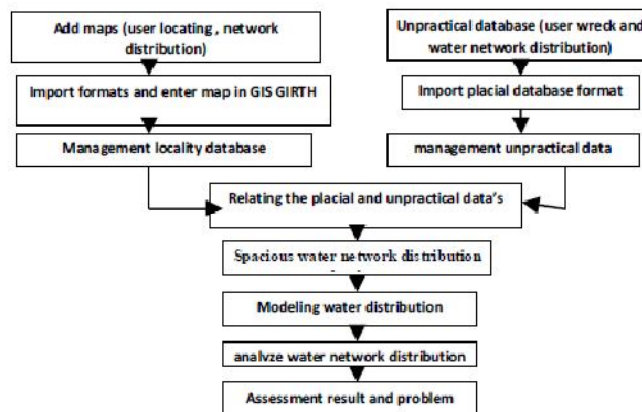 Add maps (user locating , network
distribution)
Unpractical database (user wreck and
water network distribution)
Import formats and enter map in GIS GIRTH
Import placial database format
Management locality database
management unpractical data
Relating the placial and unpractical data's
Spacious water network distribution
Modeling water distribution
analyze water network distribution
Assessment result and problem